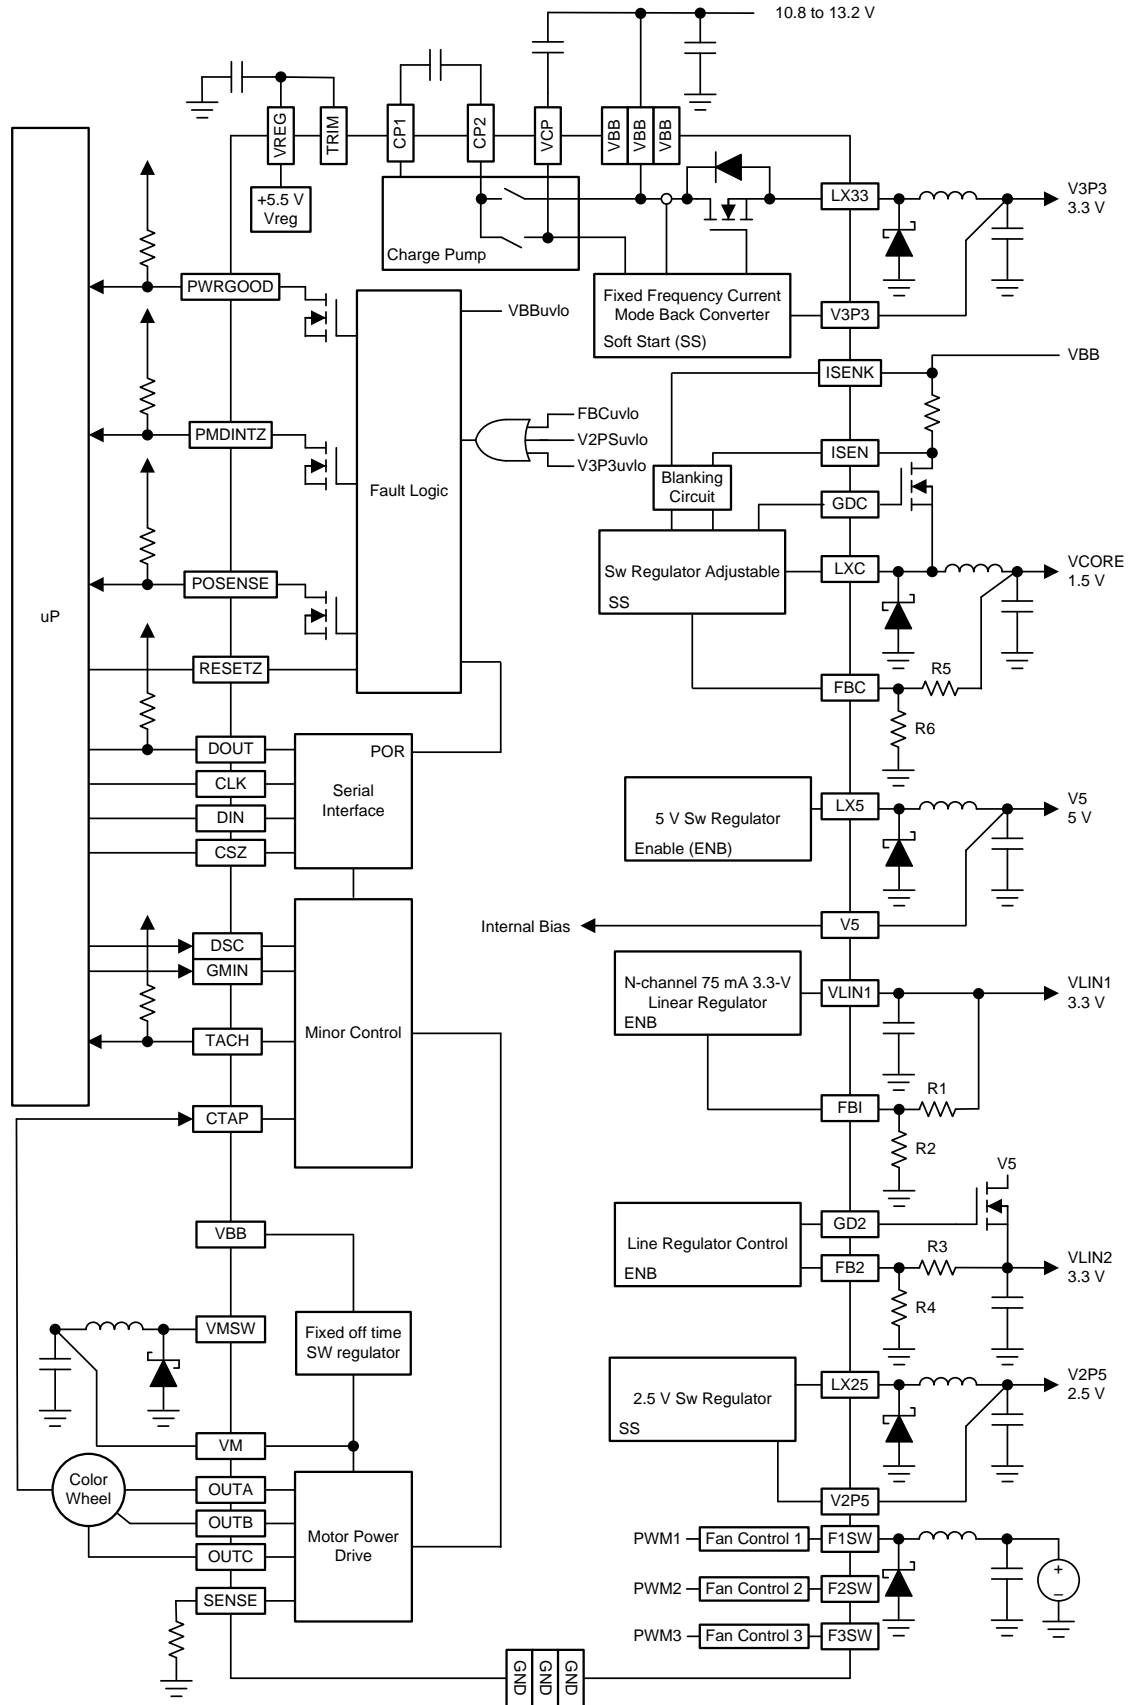 10.8 to 13.2 V
VREG
TRIM
CP1
CP2
VCP
VBB
VBB
VBB
+5.5 V
Vreg
Charge Pump
LX33
V3P3
3.3 V
PWRGOOD
VBBuvlo
Fixed Frequency Current
Mode Back Converter
Soft Start (SS)
V3P3
ISENK
VBB
PMDINTZ
FBCuvlo
V2PSuvlo
V3P3uvlo
Fault Logic
ISEN
Blanking
Circuit
GDC
Sw Regulator Adjustable
SS
LXC
VCORE
1.5 V
POSENSE
uP
RESETZ
FBC
R5
R6
DOUT
CLK
DIN
CSZ
POR
Serial
Interface
5 V Sw Regulator
Enable (ENB)
LX5
V5
5 V
Internal Bias
V5
DSC
GMIN
TACH
CTAP
Minor Control
N-channel 75 mA 3.3-V
Linear Regulator
ENB
VLIN1
VLIN1
3.3 V
FBI
R1
R2
V5
VBB
Line Regulator Control
ENB
GD2
FB2
R3
R4
VLIN2
3.3 V
VMSW
Fixed off time
SW regulator
2.5 V Sw Regulator
SS
LX25
V2P5
2.5 V
VM
V2P5
Color
Wheel
OUTA
OUTB
OUTC
SENSE
Motor Power
Drive
PWM1
Fan Control 1
F1SW
PWM2
Fan Control 2
F2SW
PWM3
Fan Control 3
F3SW
+
–
GND
GND
GND